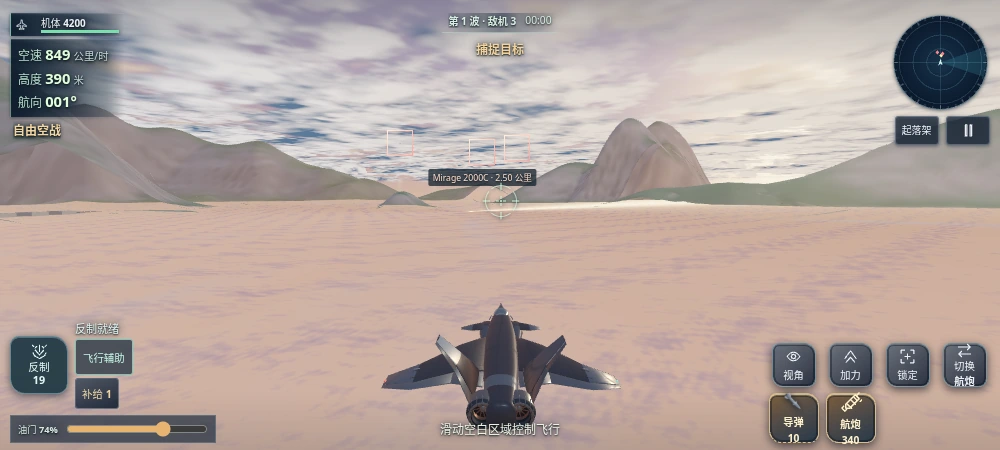 机体 4200
空速 849 公里/时
高度 390 米
航向 001°
自由空战
第 1 波 · 敌机 3 00:00
捕捉目标
起落架
Mirage 2000C · 2.50 公里
反制就绪
反制
19
飞行辅助
补给 1
油门 74%
滑动空白区域控制飞行
视角
加力
锁定
切换
航炮
导弹
10
航炮
340